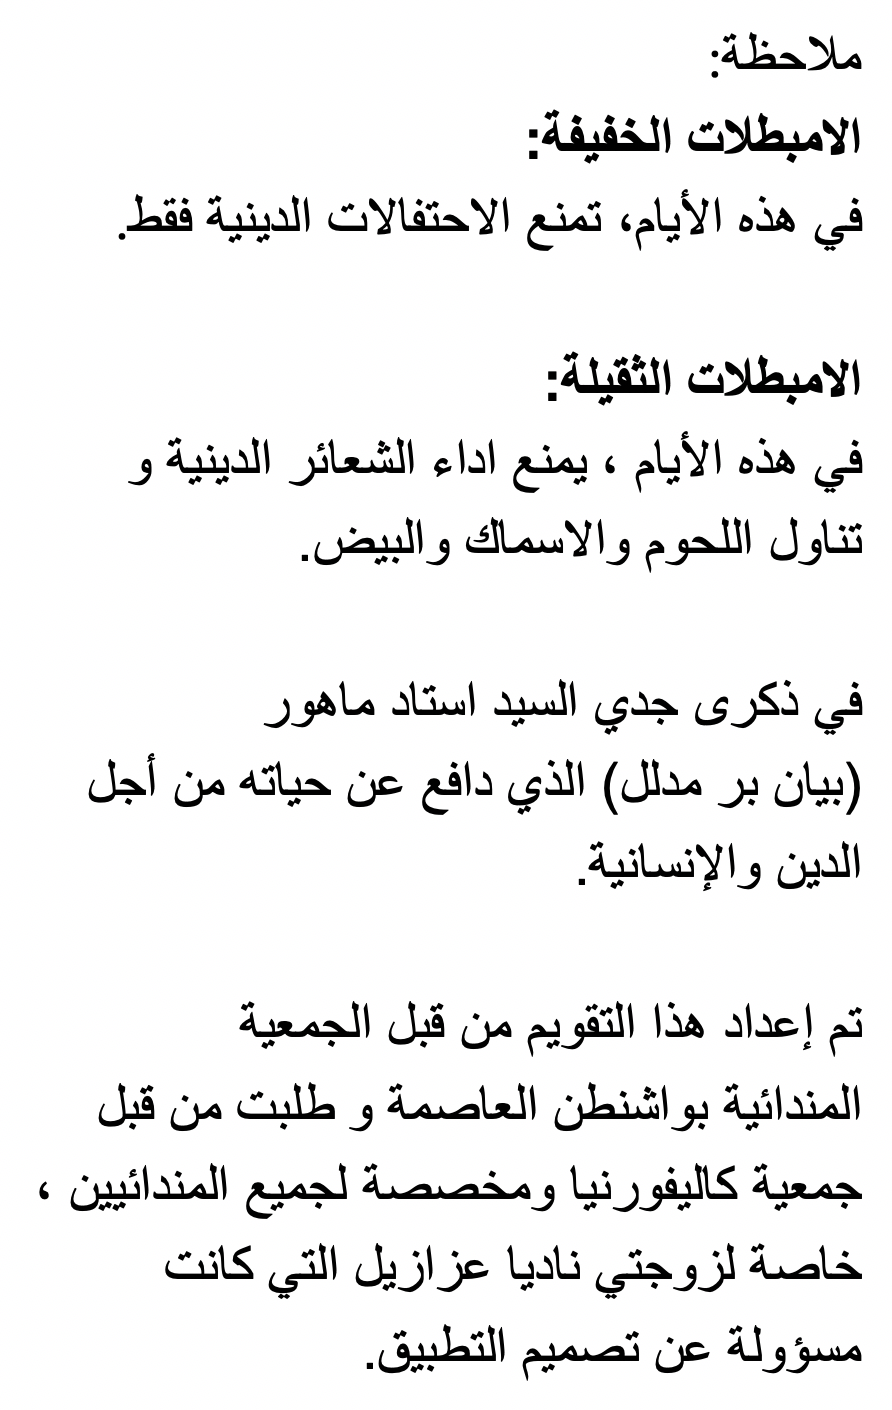 ملاحظة:
الامبطلات الخفيفة:
في هذه الأيام، تمنع الاحتفالات الدينية فقط.
الامبطلات الثقيلة:
في هذه الأيام ، يمنع اداء الشعائر الدينية و
تناول اللحوم والاسماك والبيض.
في ذكرى جدي السيد استاد ماهور
(بيان بر مدلل) الذي دافع عن حياته من أجل
الدين والإنسانية.
تم إعداد هذا التقويم من قبل الجمعية
المندائية بواشنطن العاصمة و طلبت من قبل
جمعية كاليفورنيا ومخصصة لجميع المندائيين ،
خاصة لزوجتي ناديا عزازيل التي كانت
مسؤولة عن تصميم التطبيق.